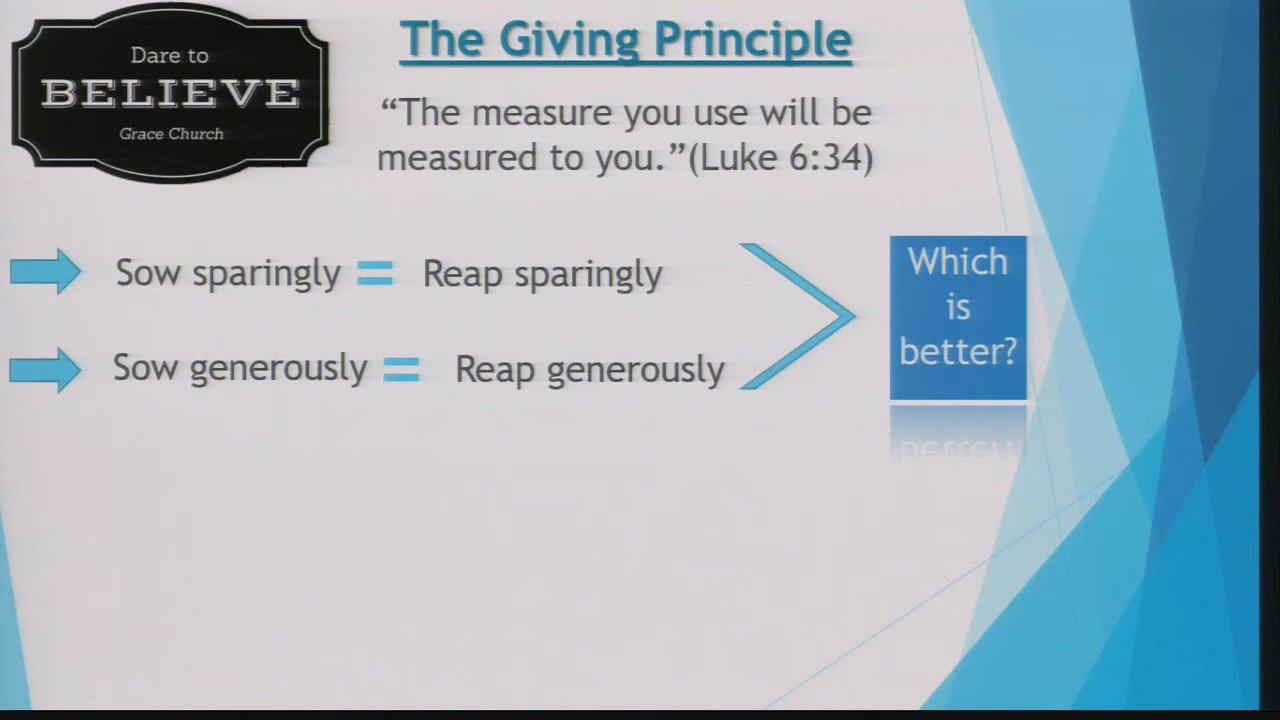 Dare to
BELIEVE
Grace Church
The Giving Principle
“The measure you use will be
measured to you.”(Luke 6:34)
Sow sparingly = Reap sparingly
Sow generously = Reap generously
Which
is
better?